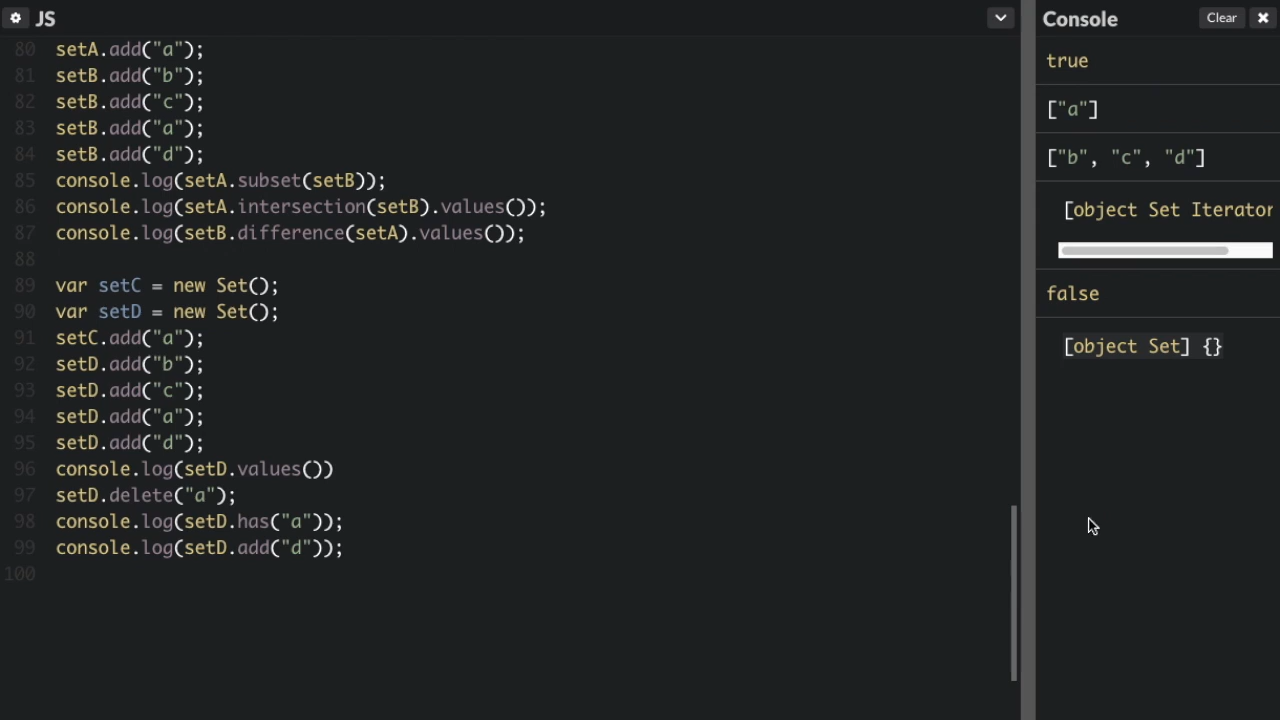 JS
80 setA.add("a");
81 setB.add("b");
82 setB.add("c");
83 setB.add("a");
84 setB.add("d");
85 console.log(setA.subset(setB));
86 console.log(setA.intersection(setB).values());
87 console.log(setB.difference(setA).values());
88
89 var setC = new Set();
90 var setD = new Set();
91 setC.add("a");
92 setD.add("b");
93 setD.add("c");
94 setD.add("a");
95 setD.add("d");
96 console.log(setD.values())
97 setD.delete("a");
98 console.log(setD.has("a"));
99 console.log(setD.add("d"));
100
Console Clear
true
["a"]
["b", "c", "d"]
[object Set Iterator
false
[object Set] {}